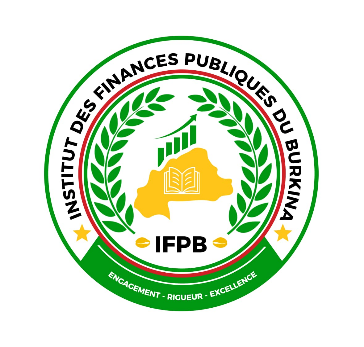 INSTITUT DES FINANCES PUBLIQUES DU BURKINA
IFPB
ENGAGEMENT - RIGUEUR - EXCELLENCE